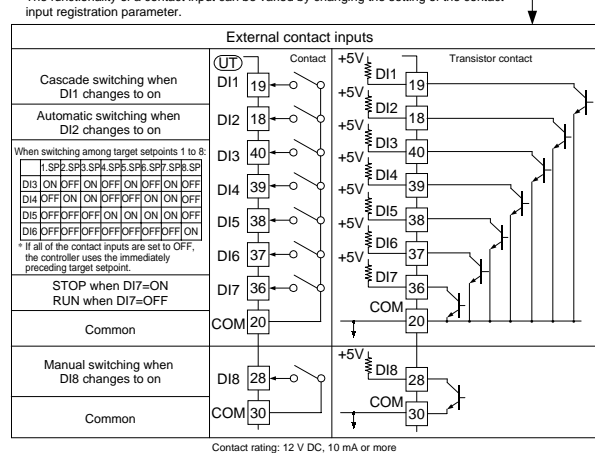 The functionality of a contact input can be varied by changing the setting of the contact
input registration parameter.
External contact inputs
UT
Contact
Transistor contact
Cascade switching when
DI1 changes to on
Automatic switching when
DI2 changes to on
When switching among target setpoints 1 to 8:
1.SP 2.SP 3.SP 4.SP 5.SP 6.SP 7.SP 8.SP
DI3 ON OFF ON OFF ON OFF ON OFF
DI4 OFF ON ON OFF OFF ON ON OFF
DI5 OFF OFF OFF ON ON ON ON OFF
DI6 OFF OFF OFF OFF OFF OFF OFF ON
* If all of the contact inputs are set to OFF,
the controller uses the immediately
preceding target setpoint.
STOP when DI7=ON
RUN when DI7=OFF
Common
DI1 19
DI2 18
DI3 40
DI4 39
DI5 38
DI6 37
DI7 36
COM 20
+5V DI1 19
+5V DI2 18
+5V DI3 40
+5V DI4 39
+5V DI5 38
+5V DI6 37
+5V DI7 36
COM 20
Manual switching when
DI8 changes to on
Common
DI8 28
COM 30
+5V DI8 28
COM 30
Contact rating: 12 V DC, 10 mA or more